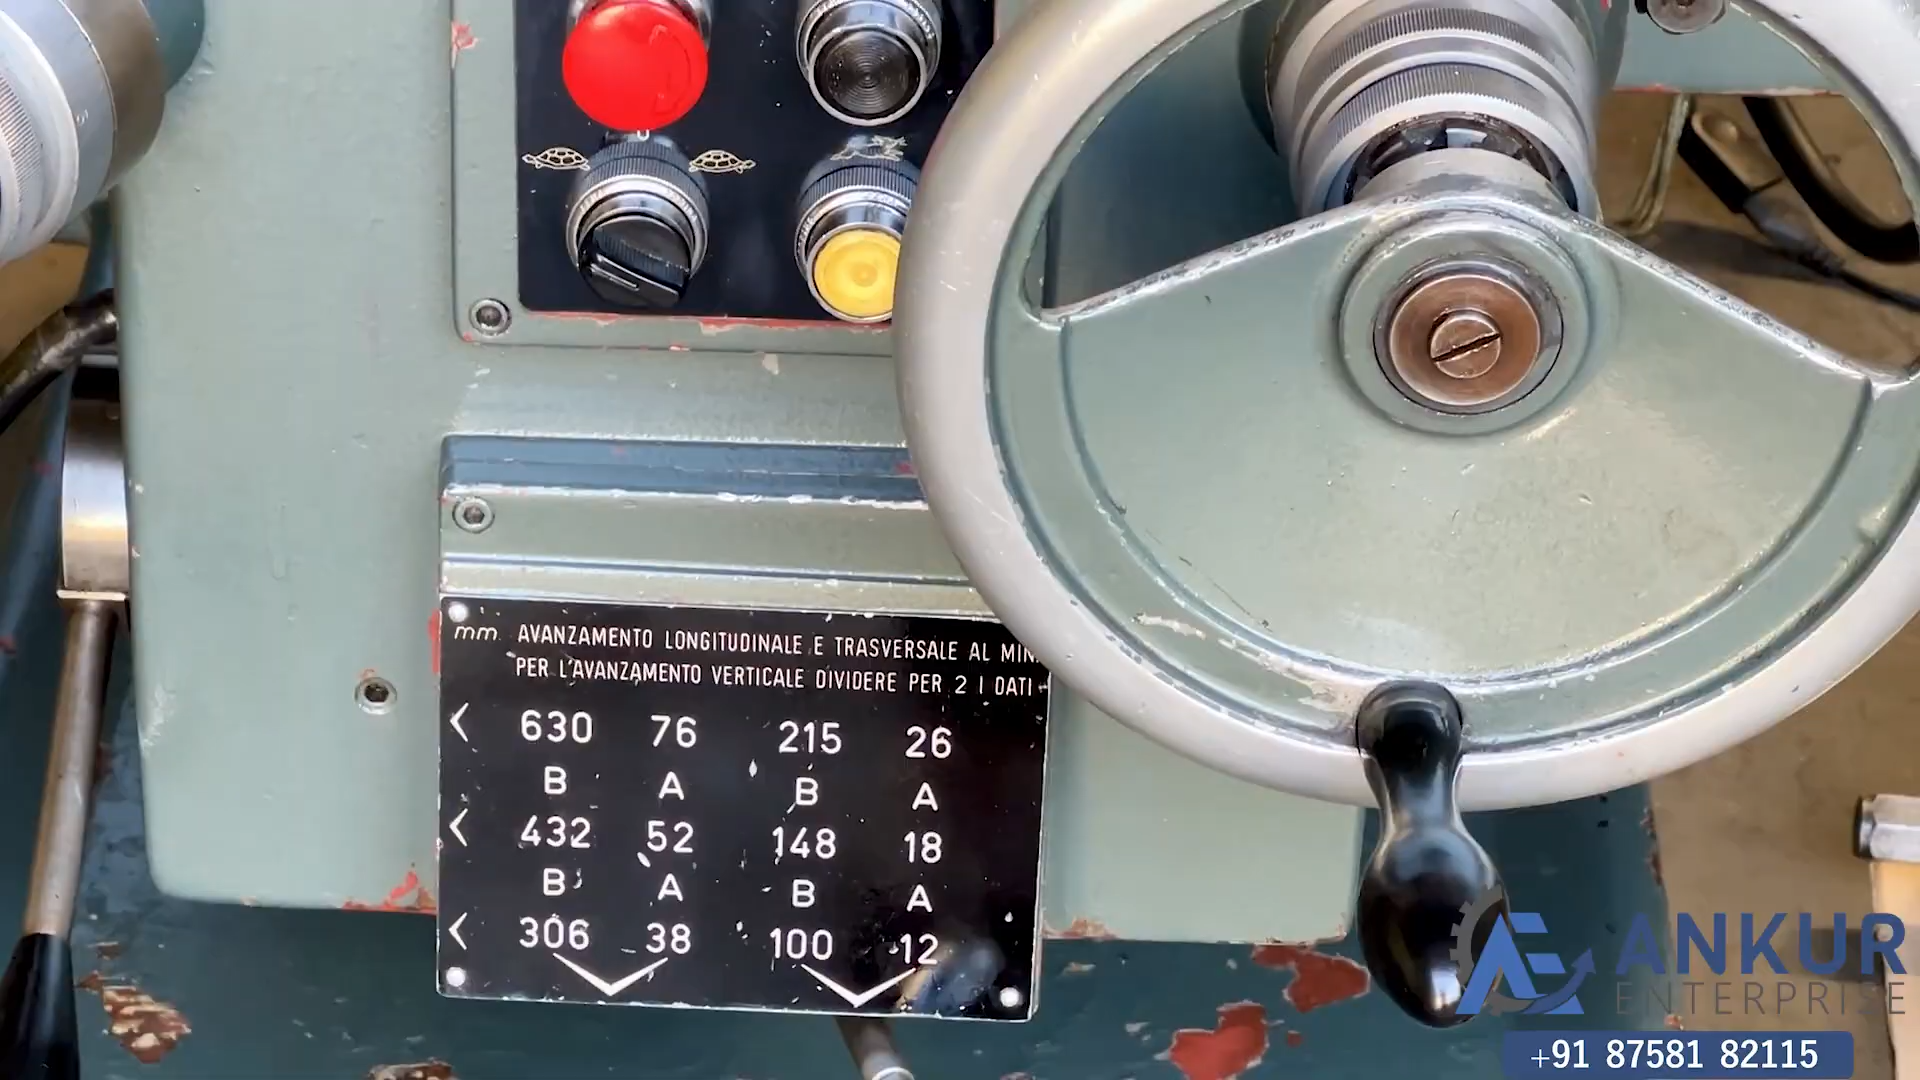 mm. AVANZAMENTO LONGITUDINALE E TRASVERSALE AL MIN.
PER L'AVANZAMENTO VERTICALE DIVIDERE PER 2 I DATI
< 630 76 215 26
B A B A
< 432 52 148 18
B A B A
< 306 38 100 12
ANKUR
ENTERPRISE
+91 87581 82115